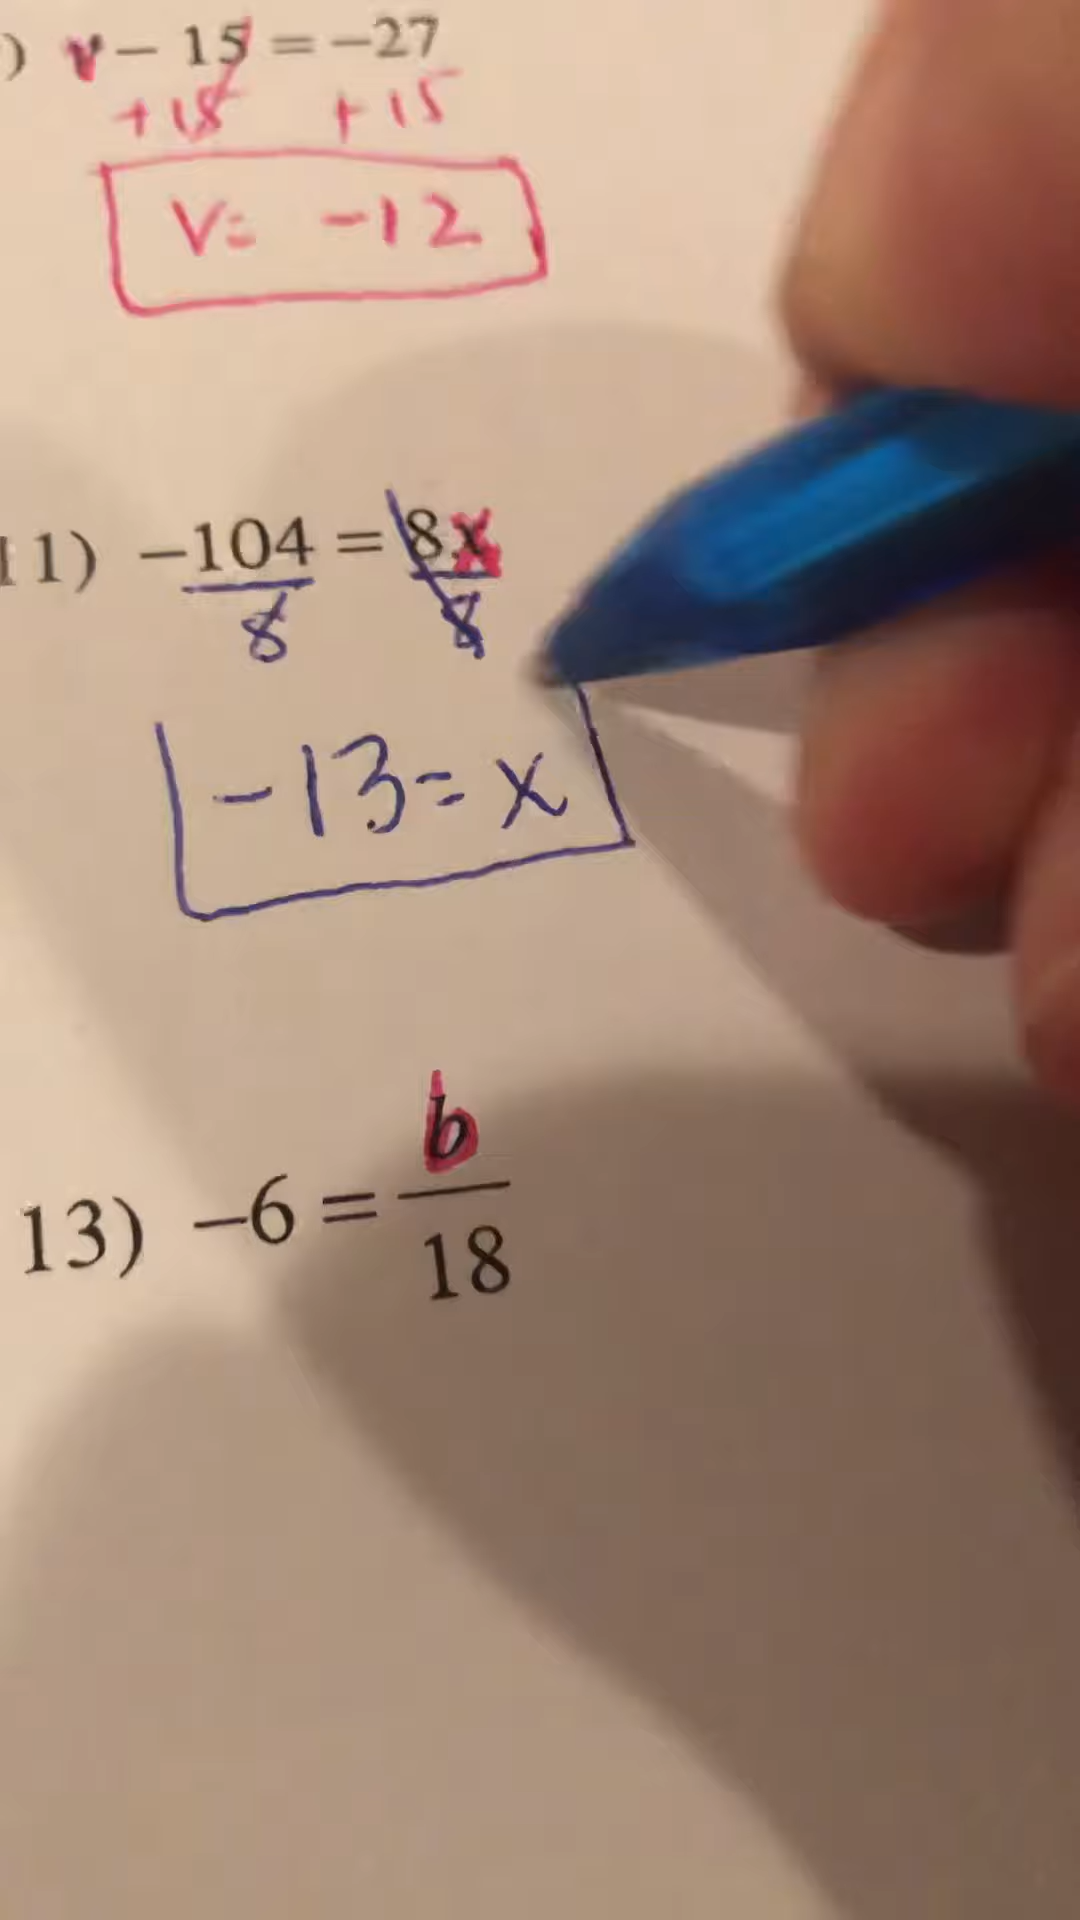 ) v - 15 = -27
+15 +15
v = -12
11) -104 = 8x
8 8
-13 = x
b
13) -6 = —
18